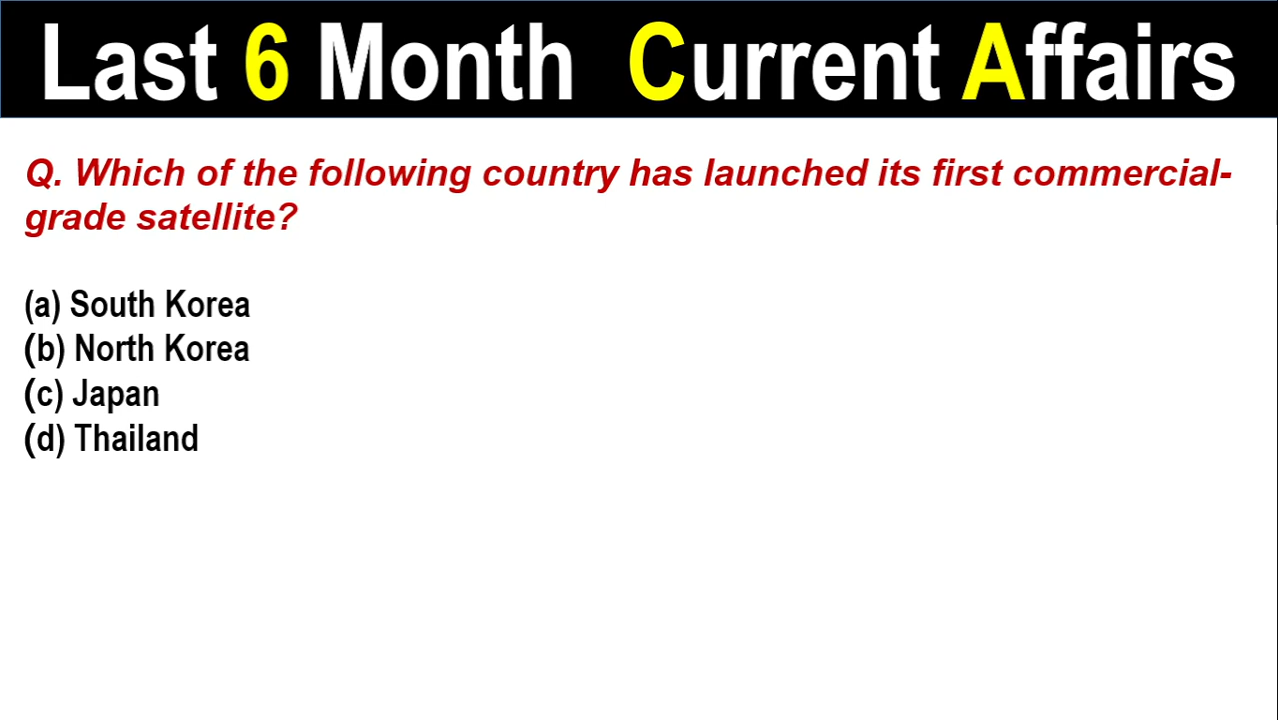 Last 6 Month Current Affairs
Q. Which of the following country has launched its first commercial-
grade satellite?
(a) South Korea
(b) North Korea
(c) Japan
(d) Thailand